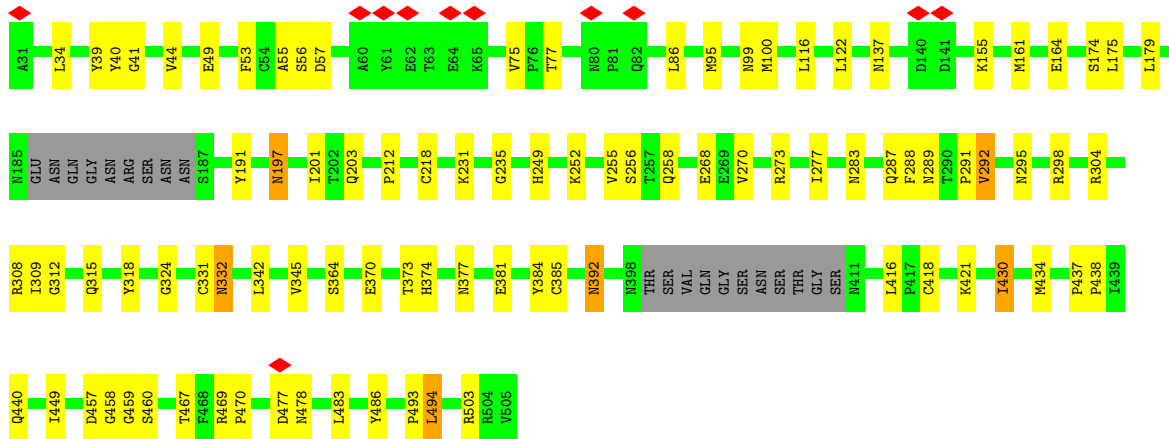 A31 L34 Y39 Y40 G41 V44 E49 F53 C54 A55 S56 D57 A60 Y61 E62 T63 E64 K65 V75 P76 T77 N80 P81 Q82 L86 M95 N99 M100 L116 L122 N137 D140 D141 K155 M161 E164 S174 L175 L179
N185 GLU ASN GLN GLY ASN ARG SER ASN ASN S187 Y191 N197 I201 T202 Q203 P212 C218 K231 G235 H249 K252 V255 S256 T257 Q258 E268 E269 V270 R273 I277 N283 Q287 F288 N289 T290 P291 V292 N295 R298 R304
R308 I309 G312 Q315 Y318 G324 C331 N332 L342 V345 S364 E370 T373 H374 N377 E381 Y384 C385 N392 N398 THR SER VAL GLN GLY SER ASN SER THR GLY SER N411 L416 P417 C418 K421 I430 M434 P437 P438 I439
Q440 I449 D457 G458 G459 S460 T467 F468 R469 P470 D477 N478 L483 Y486 P493 L494 R503 R504 V505